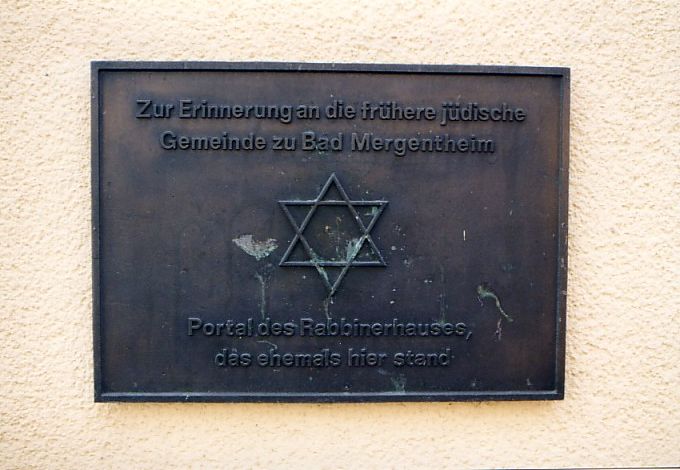 Zur Erinnerung an die frühere jüdische
Gemeinde zu Bad Mergentheim
Portal des Rabbinerhauses,
das ehemals hier stand